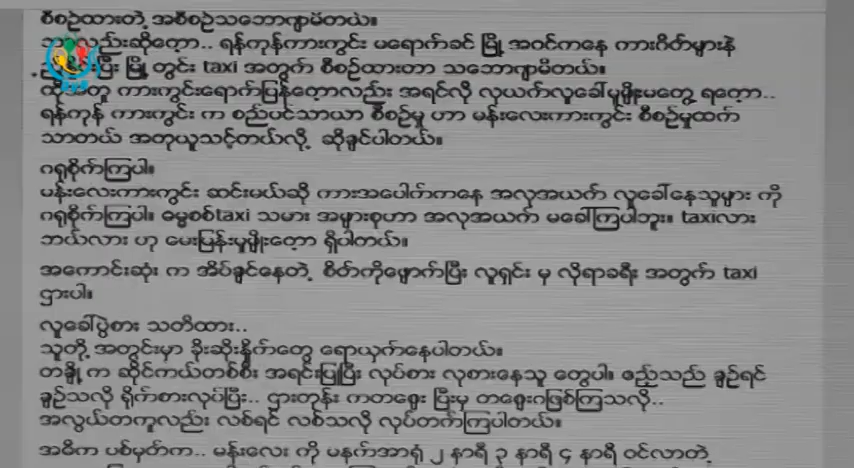 စီစဉ်ထားတဲ့ အစီစဉ်သဘောကျမိတယ်။
လည်းဆိုတော့.. ရန်ကုန်ကားကွင်း မရောက်ခင် မြို့အဝင်ကနေ ကားဂိတ်များနဲ့
ပြီး မြို့တွင်း taxi အတွက် စီစဉ်ထားတာ သဘောကျမိတယ်။
ထိုအတူ ကားကွင်းရောက်ပြန်တော့လည်း အရင်လို လုယက်လူခေါ်မှုမျိုးမတွေ့ ရတော့..
ရန်ကုန် ကားကွင်း က စည်ပင်သာယာ စီစဉ်မှု ဟာ မန်းလေးကားကွင်း စီစဉ်မှုထက်
သာတယ် အတုယူသင့်တယ်လို့ ဆိုချင်ပါတယ်။
ဂရုစိုက်ကြပါ။
မန်းလေးကားကွင်း ဆင်းမယ်ဆို ကားအပေါက်ကနေ အလုအယက် လူခေါ်နေသူများ ကို
ဂရုစိုက်ကြပါ။ ဓမ္မစစ်taxi သမား အများစုဟာ အလုအယက် မခေါ်ကြပါဘူး။ taxiလား
ဘယ်လား ဟု မေးမြန်းမှုမျိုးတော့ ရှိပါတယ်။
အကောင်းဆုံး က အိပ်ချင်နေတဲ့ စိတ်ကိုဖျောက်ပြီး လူရှင်း မှ လိုရာခရီး အတွက် taxi
ငှားပါ။
လူခေါ်ပွဲစား သတိထား..
သူတို့ အတွင်းမှာ ခိုးဆိုးနှိုက်တွေ ရောယှက်နေပါတယ်။
တချို့ က ဆိုင်ကယ်တစ်စီး အရင်းပြုပြီး လုပ်စား လုစားနေသူ တွေပါ။ ဧည့်သည် ချဉ်ရင်
ချဉ်သလို ရိုက်စားလုပ်ပြီး.. ငှားတုန်း ကတဈေး ပြီးမှ တဈေးဂဖြစ်ကြသလို..
အလွယ်တကူလည်း လစ်ရင် လစ်သလို လုပ်တက်ကြပါတယ်။
အဓိက ပစ်မှတ်က.. မန်းလေး ကို မနက်အာရုံ ၂ နာရီ ၃ နာရီ ၄ နာရီ ဝင်လာတဲ့